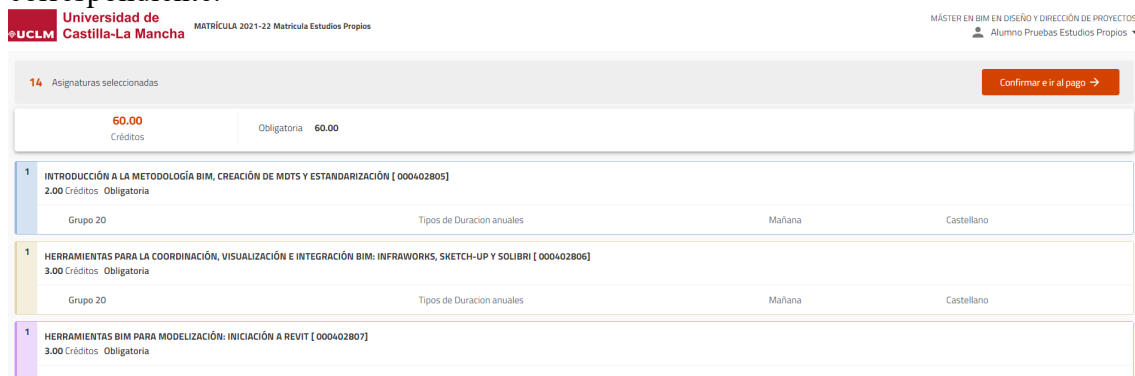 correspondiente.
Universidad de
UCLM Castilla-La Mancha
MATRÍCULA 2021-22 Matricula Estudios Propios
MÁSTER EN BIM EN DISEÑO Y DIRECCIÓN DE PROYECTOS
Alumno Pruebas Estudios Propios
14 Asignaturas seleccionadas
Confirmar e ir al pago →
60.00
Créditos
Obligatoria 60.00
1
INTRODUCCIÓN A LA METODOLOGÍA BIM, CREACIÓN DE MDTS Y ESTANDARIZACIÓN [ 000402805]
2.00 Créditos Obligatoria
Grupo 20 Tipos de Duracion anuales Mañana Castellano
1
HERRAMIENTAS PARA LA COORDINACIÓN, VISUALIZACIÓN E INTEGRACIÓN BIM: INFRAWORKS, SKETCH-UP Y SOLIBRI [ 000402806]
3.00 Créditos Obligatoria
Grupo 20 Tipos de Duracion anuales Mañana Castellano
1
HERRAMIENTAS BIM PARA MODELIZACIÓN: INICIACIÓN A REVIT [ 000402807]
3.00 Créditos Obligatoria